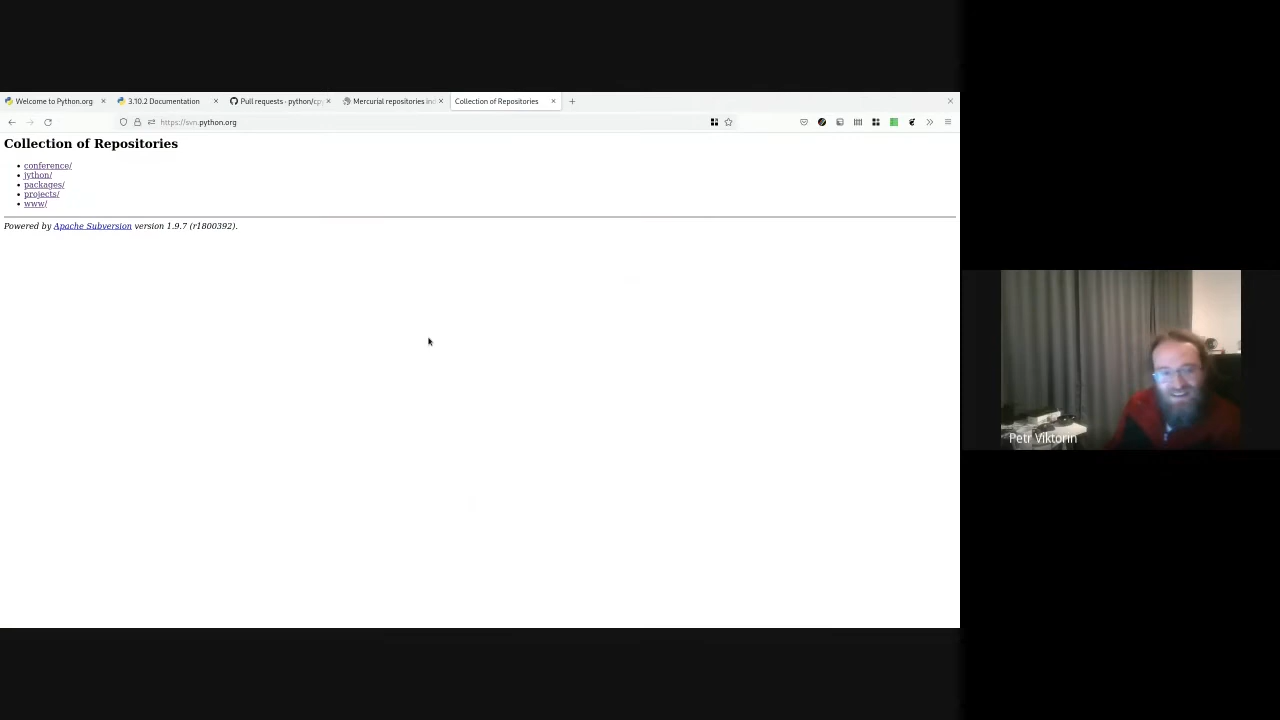 Welcome to Python.org
3.10.2 Documentation
Pull requests · python/cp
Mercurial repositories ind
Collection of Repositories
https://svn.python.org
Collection of Repositories
conference/
jython/
packages/
projects/
www/
Powered by Apache Subversion version 1.9.7 (r1800392).
Petr Viktorin